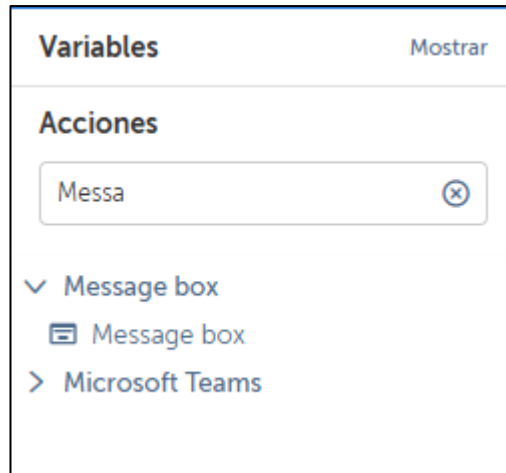 Variables Mostrar
Acciones
Messa
Message box
Message box
Microsoft Teams